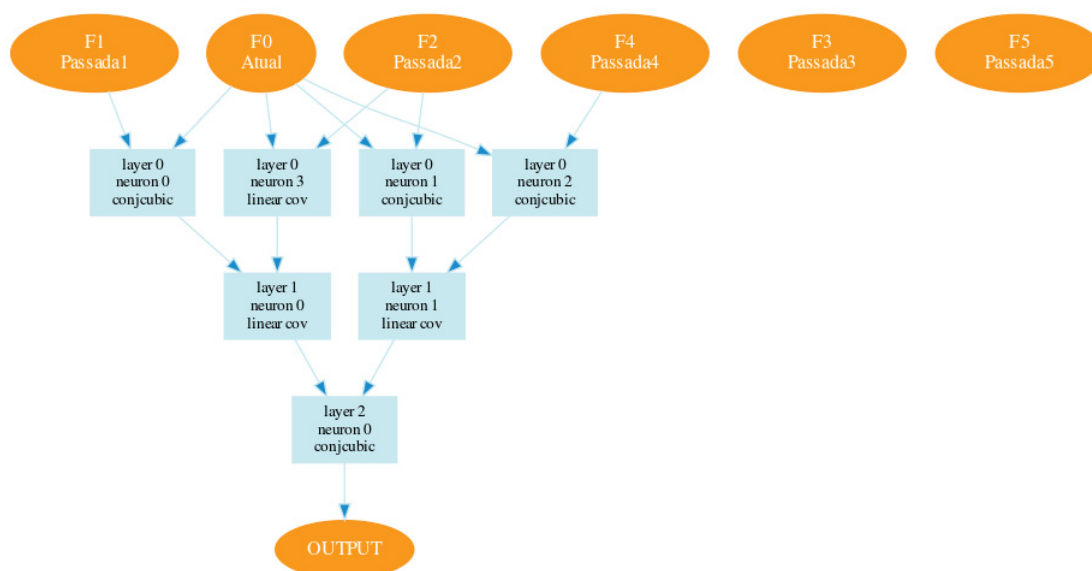 F1
Passada1
F0
Atual
F2
Passada2
F4
Passada4
F3
Passada3
F5
Passada5
layer 0
neuron 0
conjcubic
layer 0
neuron 3
linear cov
layer 0
neuron 1
conjcubic
layer 0
neuron 2
conjcubic
layer 1
neuron 0
linear cov
layer 1
neuron 1
linear cov
layer 2
neuron 0
conjcubic
OUTPUT